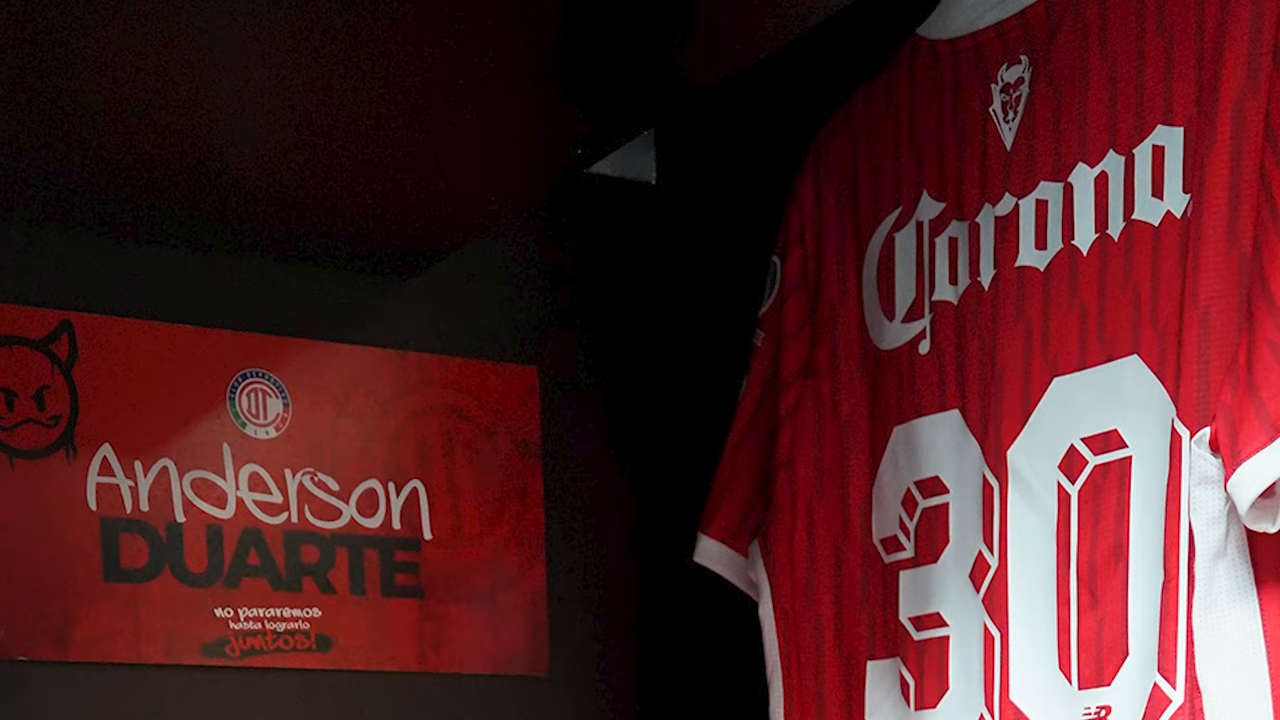 Anderson
DUARTE
no pararemos
hasta lograrlo
juntos!
Corona
30